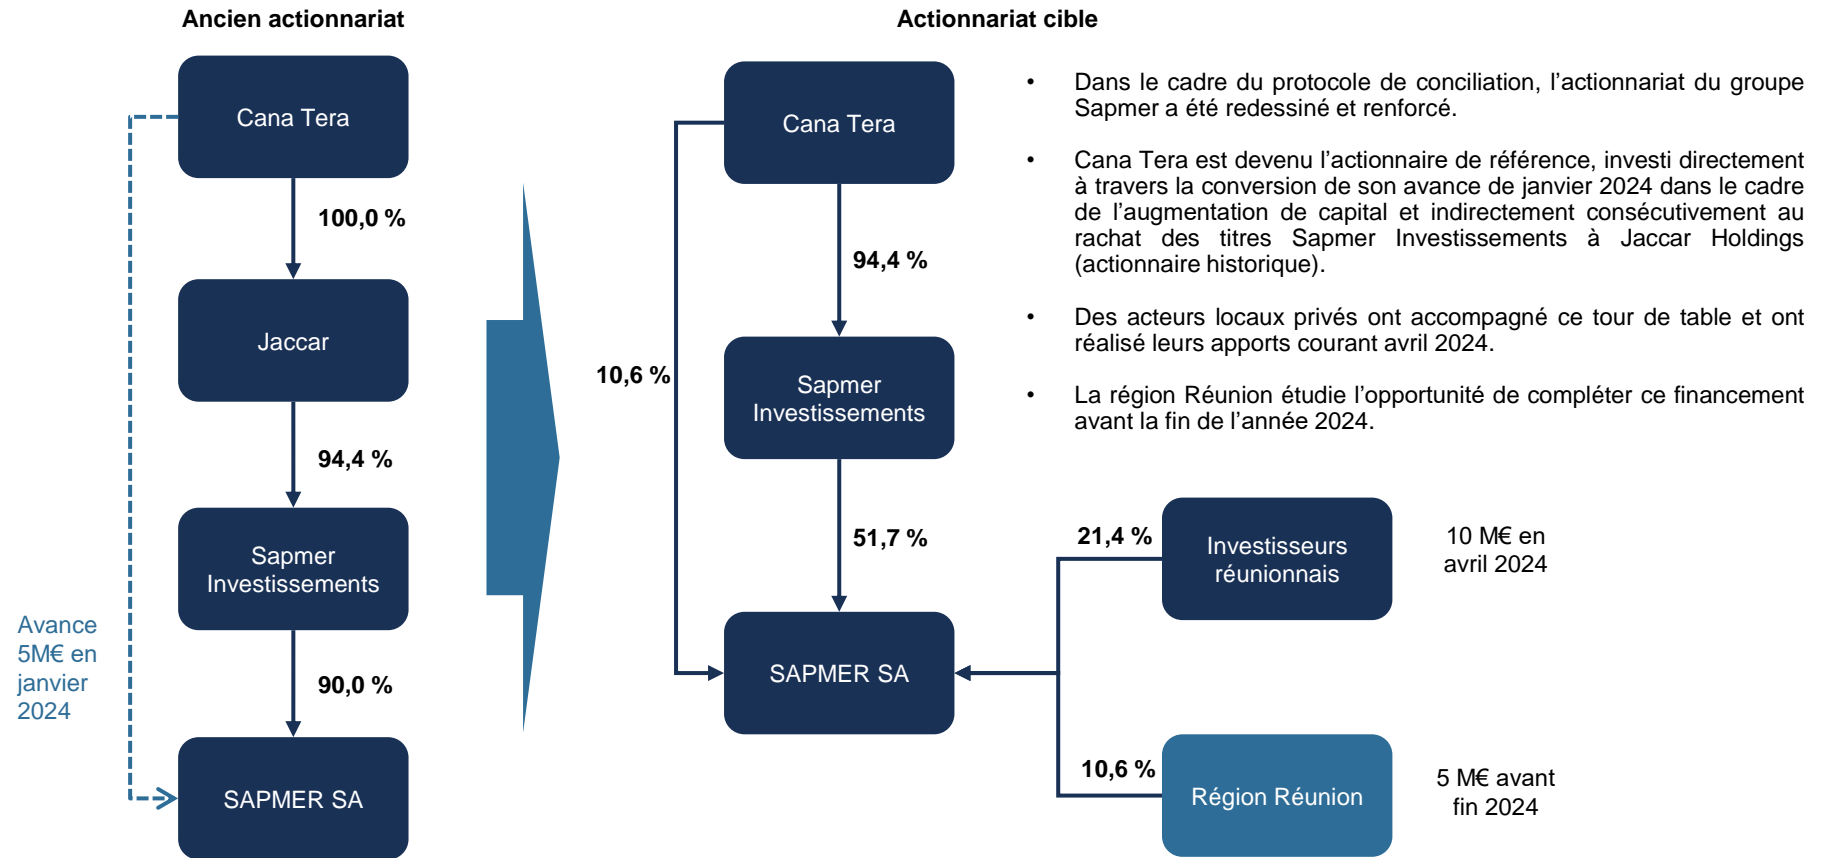 Ancien actionnariat
Cana Tera
100,0 %
Jaccar
94,4 %
Sapmer
Investissements
90,0 %
SAPMER SA
Avance
5M€ en
janvier
2024
Actionnariat cible
Cana Tera
94,4 %
10,6 %
Sapmer
Investissements
51,7 %
SAPMER SA
• Dans le cadre du protocole de conciliation, l’actionnariat du groupe
Sapmer a été redessiné et renforcé.
• Cana Tera est devenu l’actionnaire de référence, investi directement
à travers la conversion de son avance de janvier 2024 dans le cadre
de l’augmentation de capital et indirectement consécutivement au
rachat des titres Sapmer Investissements à Jaccar Holdings
(actionnaire historique).
• Des acteurs locaux privés ont accompagné ce tour de table et ont
réalisé leurs apports courant avril 2024.
• La région Réunion étudie l’opportunité de compléter ce financement
avant la fin de l’année 2024.
21,4 %
Investisseurs
réunionnais
10 M€ en
avril 2024
10,6 %
Région Réunion
5 M€ avant
fin 2024